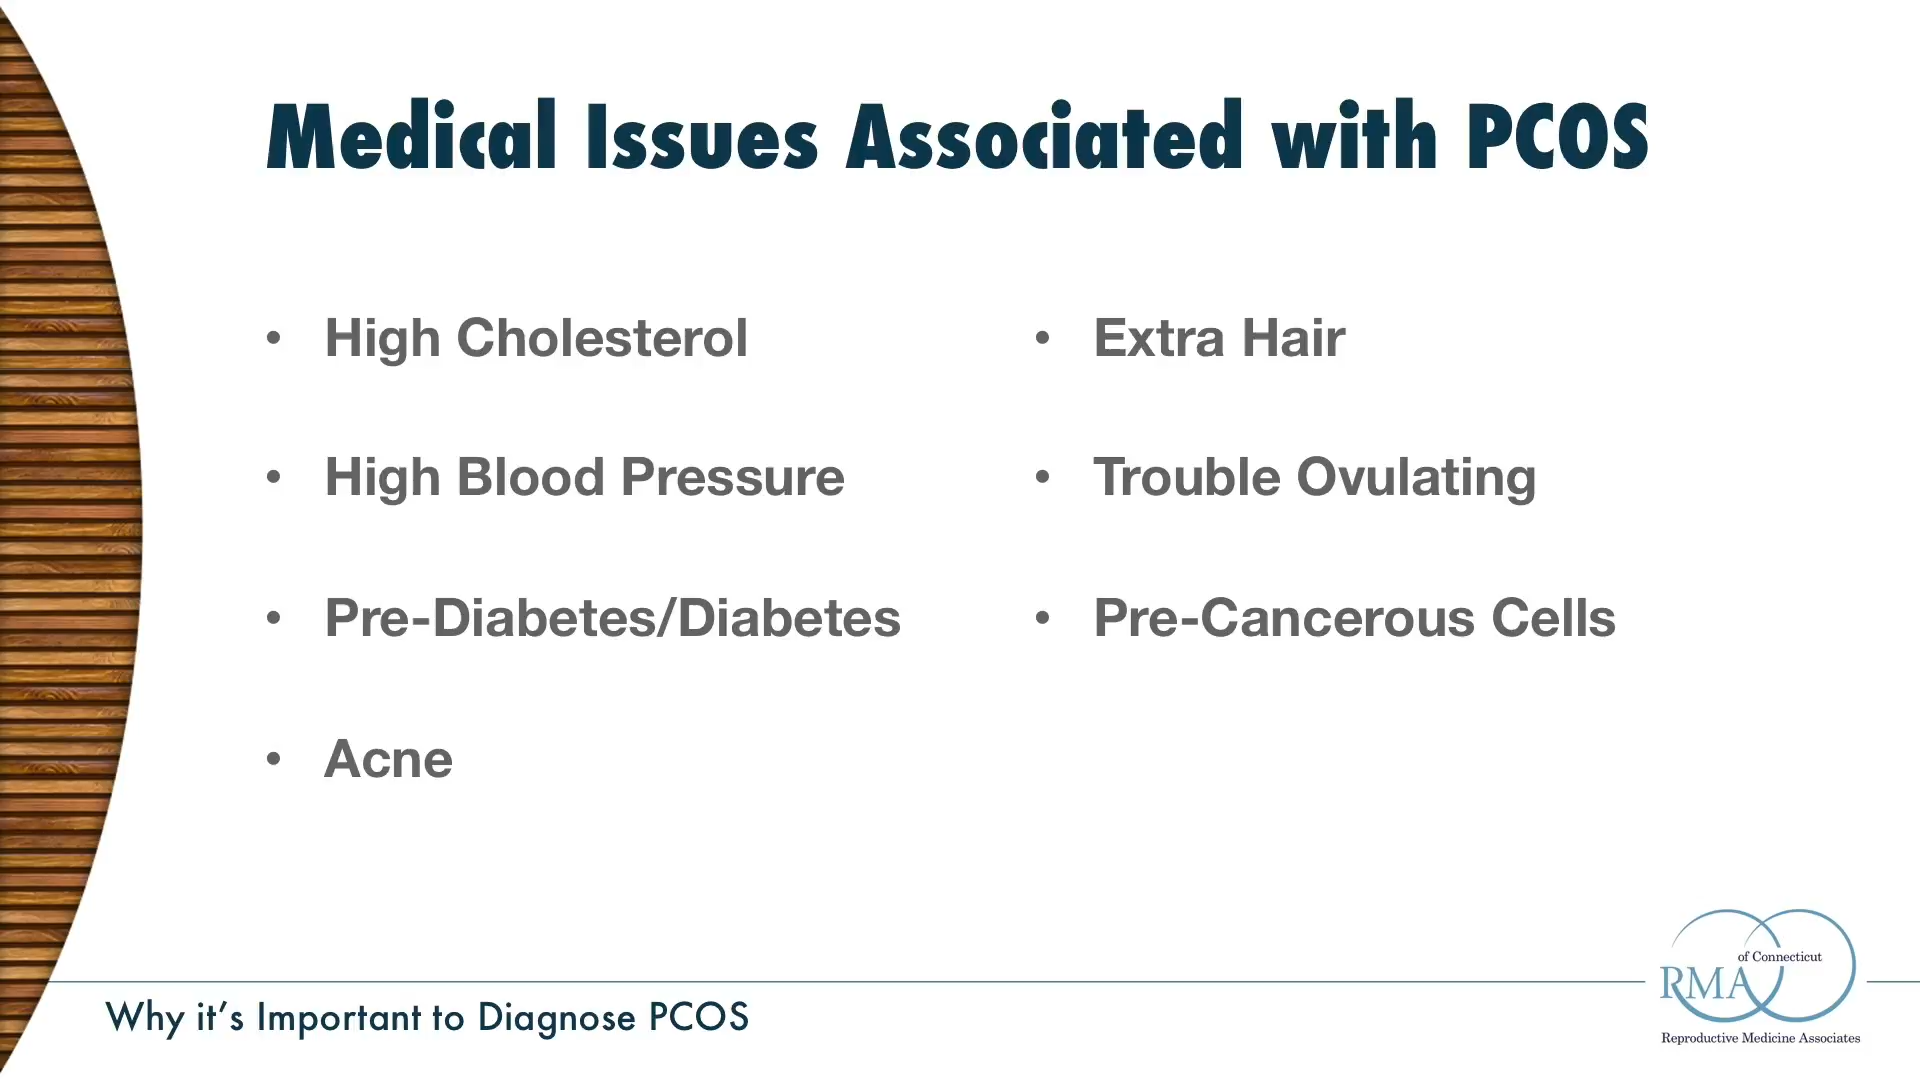 Medical Issues Associated with PCOS
• High Cholesterol
• High Blood Pressure
• Pre-Diabetes/Diabetes
• Acne
• Extra Hair
• Trouble Ovulating
• Pre-Cancerous Cells
Why it’s Important to Diagnose PCOS
of Connecticut
RMA
Reproductive Medicine Associates